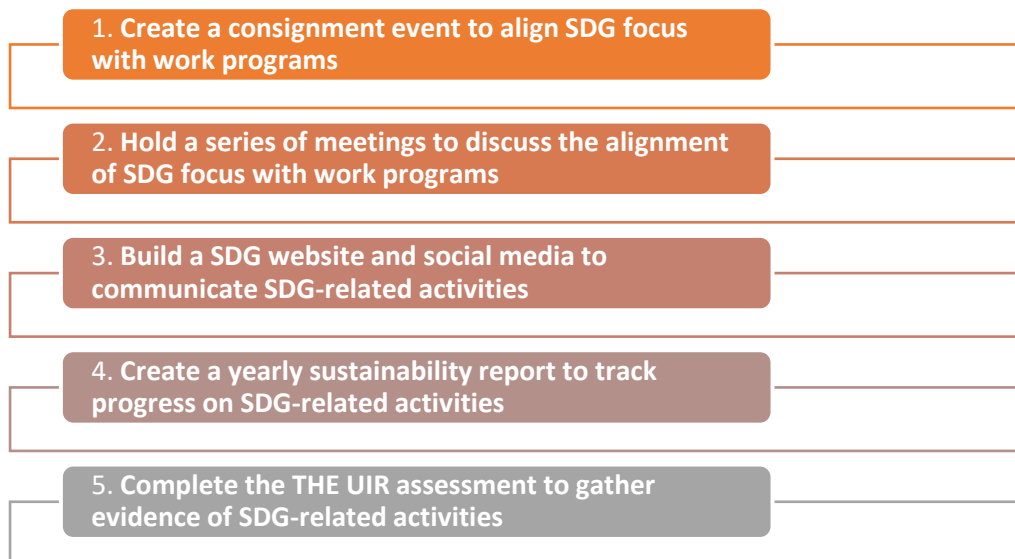 1. Create a consignment event to align SDG focus
with work programs
2. Hold a series of meetings to discuss the alignment
of SDG focus with work programs
3. Build a SDG website and social media to
communicate SDG-related activities
4. Create a yearly sustainability report to track
progress on SDG-related activities
5. Complete the THE UIR assessment to gather
evidence of SDG-related activities